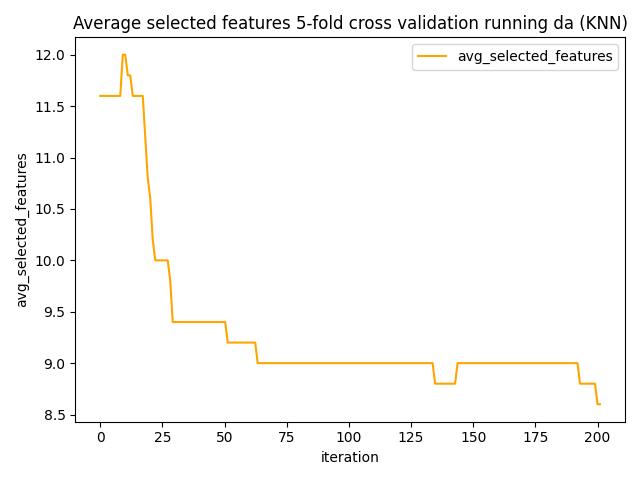 Average selected features 5-fold cross validation running da (KNN)
avg_selected_features
12.0
11.5
11.0
10.5
10.0
9.5
9.0
8.5
avg_selected_features
0 25 50 75 100 125 150 175 200
iteration